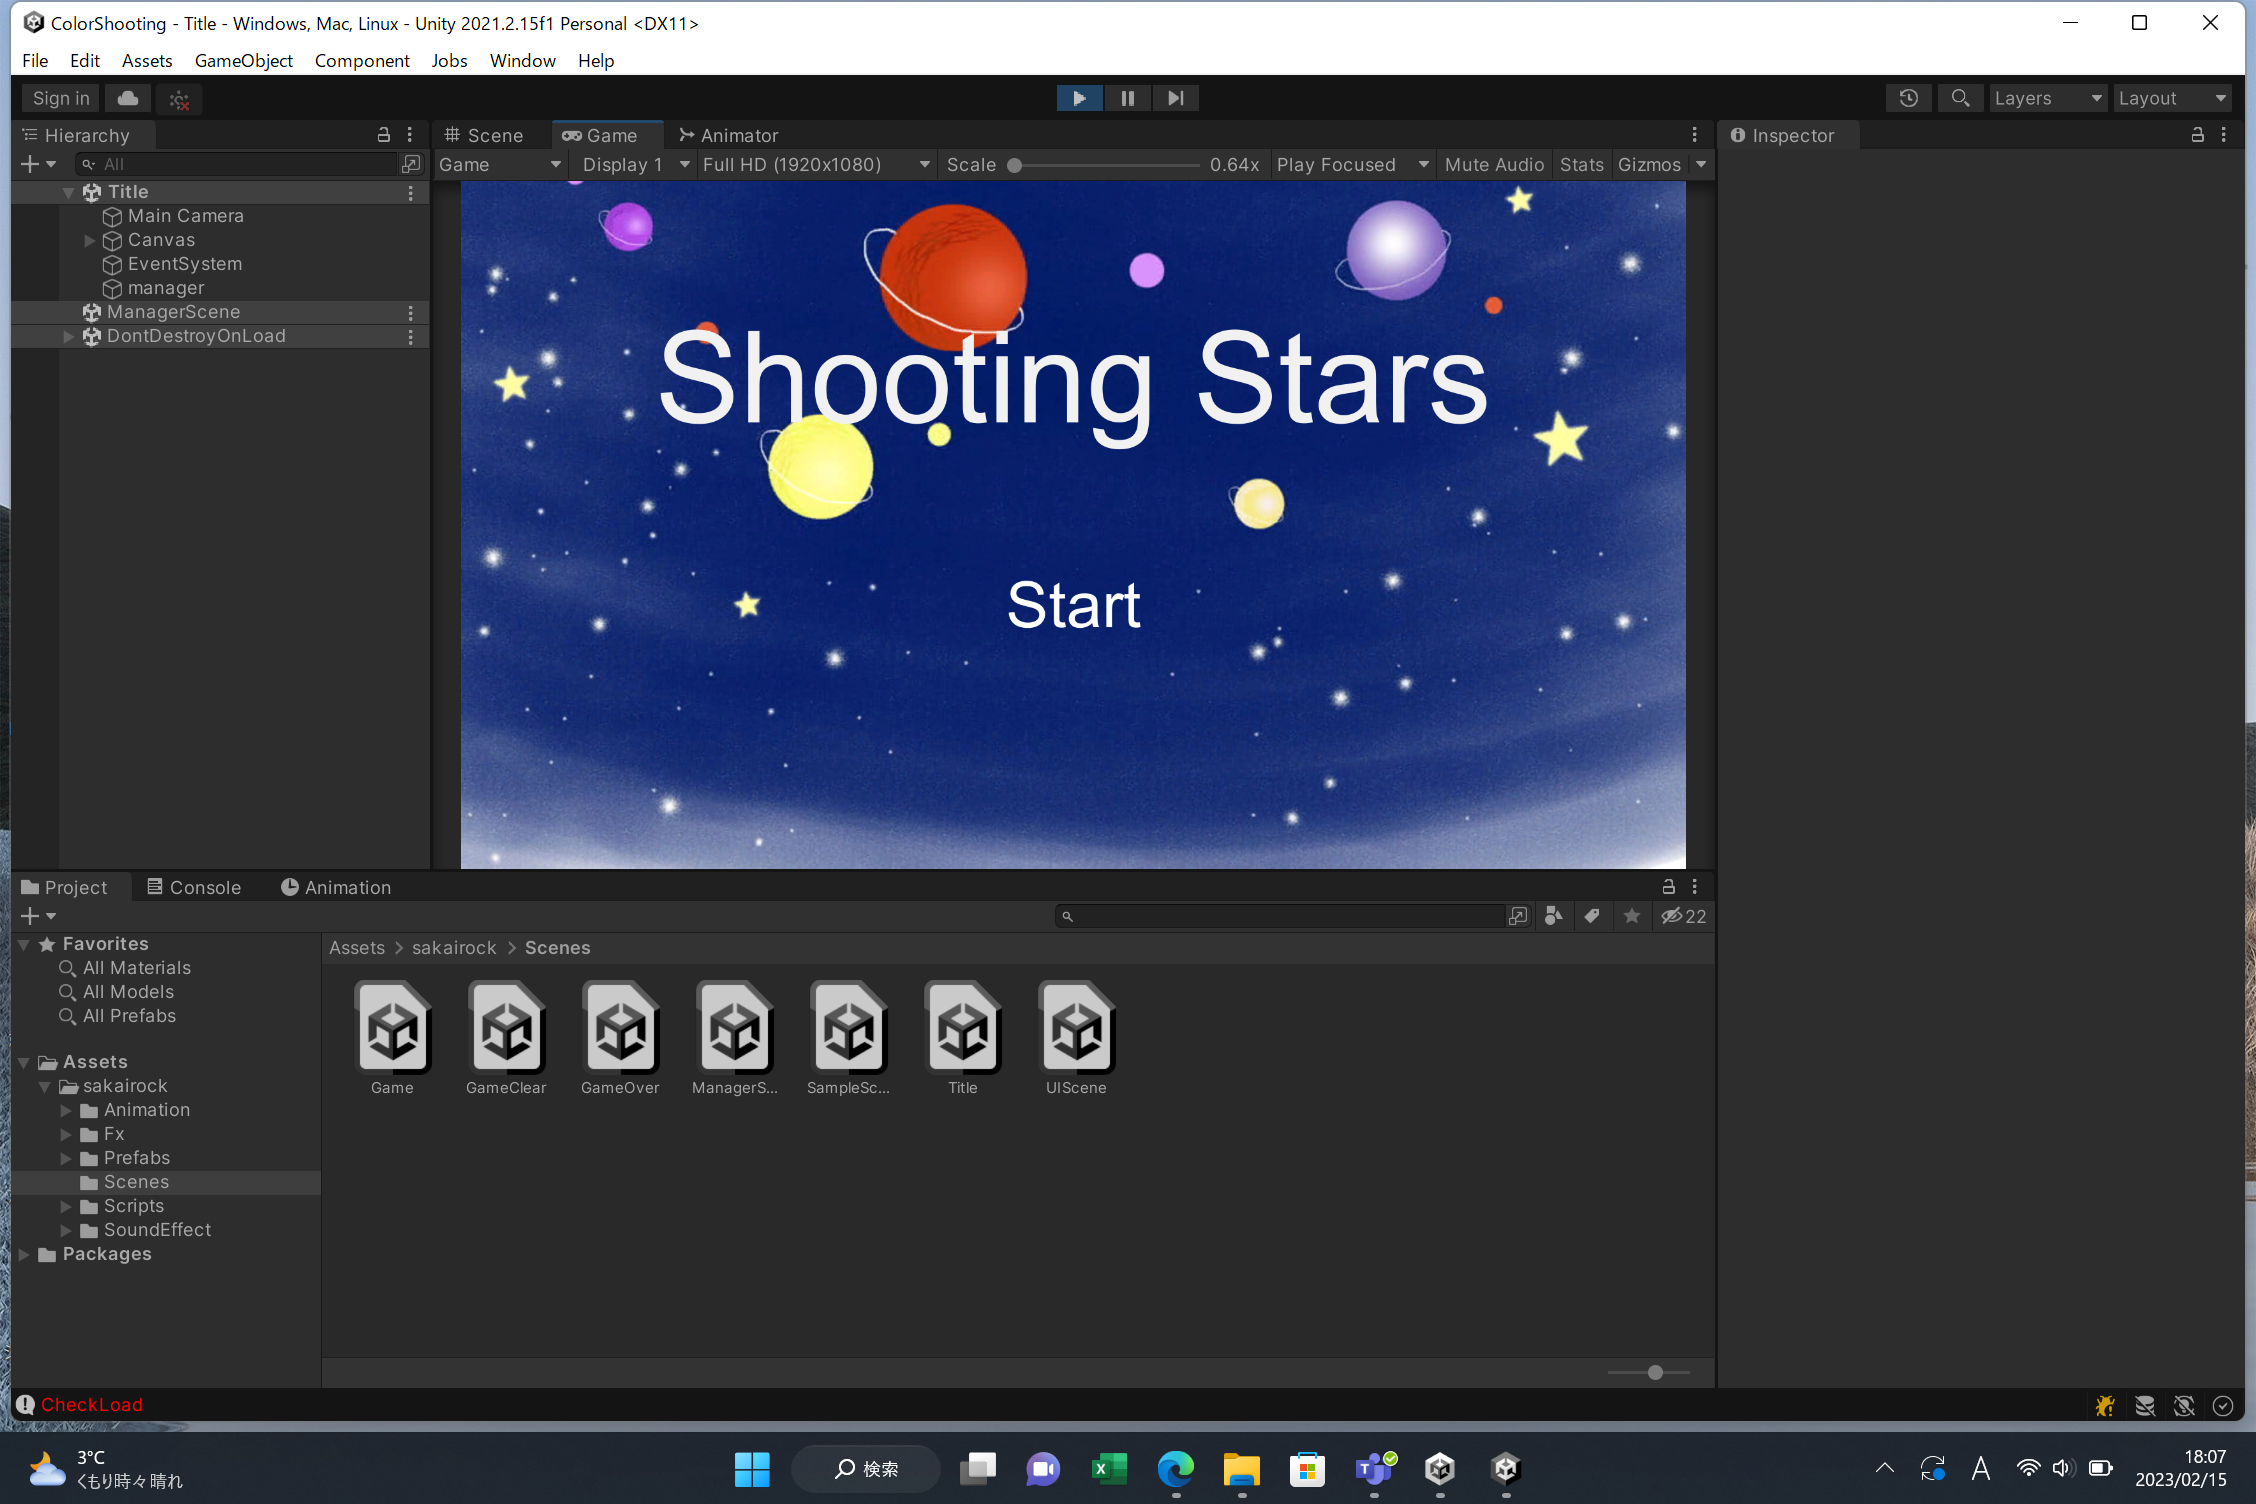 ColorShooting - Title - Windows, Mac, Linux - Unity 2021.2.15f1 Personal <DX11>
File Edit Assets GameObject Component Jobs Window Help
Sign in Layers Layout
Hierarchy Scene Game Animator Inspector
All Game Display 1 Full HD (1920x1080) Scale 0.64x Play Focused Mute Audio Stats Gizmos
Title
Main Camera
Canvas
EventSystem
manager
ManagerScene
DontDestroyOnLoad
Shooting Stars
Start
Project Console Animation
22
Favorites
All Materials
All Models
All Prefabs
Assets
sakairock
Animation
Fx
Prefabs
Scenes
Scripts
SoundEffect
Packages
Assets > sakairock > Scenes
Game GameClear GameOver ManagerS... SampleSc... Title UIScene
CheckLoad
3°C
くもり時々晴れ
検索
A
18:07
2023/02/15